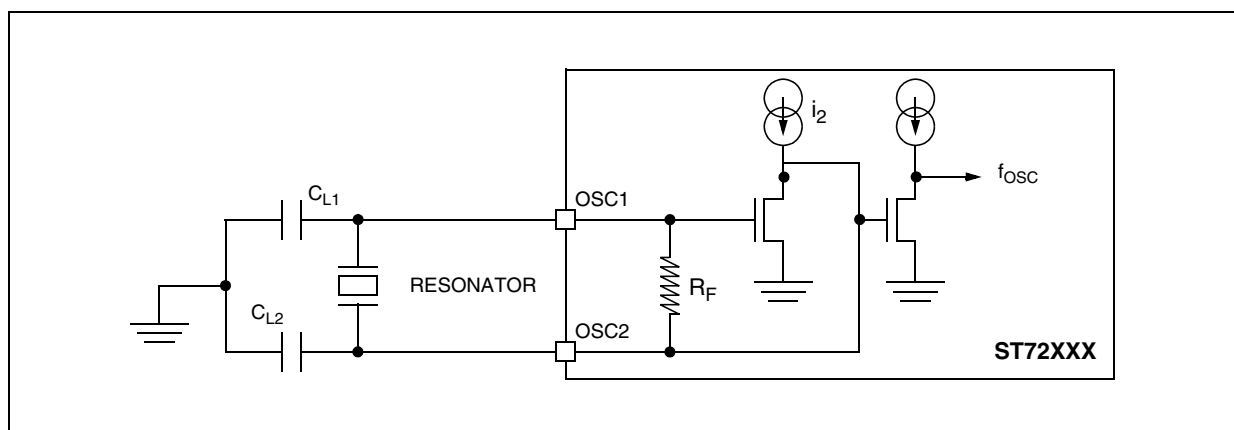 i2
fOSC
CL1
OSC1
RESONATOR
RF
CL2
OSC2
ST72XXX